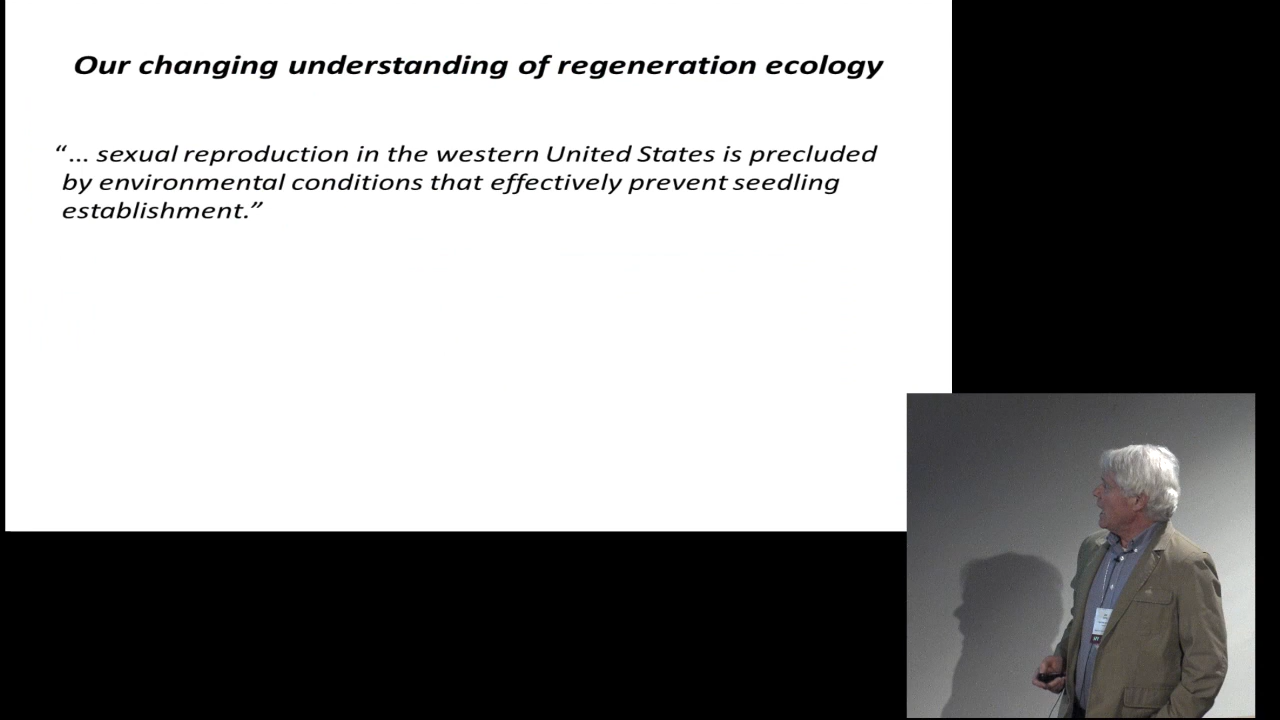 Our changing understanding of regeneration ecology
“... sexual reproduction in the western United States is precluded
by environmental conditions that effectively prevent seedling
establishment.”